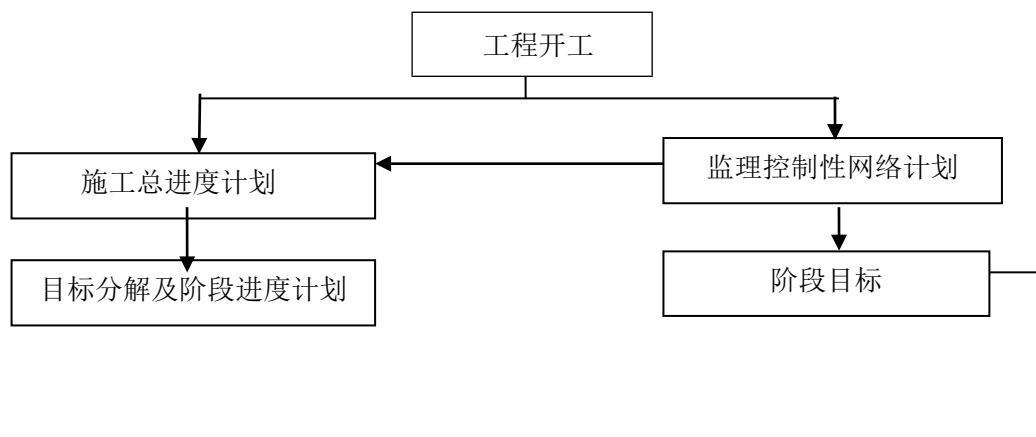 工程开工
施工总进度计划
监理控制性网络计划
目标分解及阶段进度计划
阶段目标